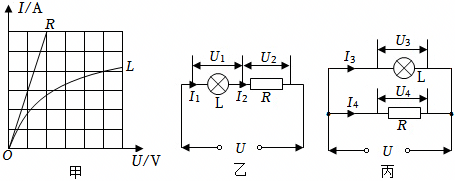 I/A
R
L
O
U/V
甲
U₁ U₂
I₁ L I₂ R
U
乙
U₃
I₃ L
U₄
I₄ R
U
丙